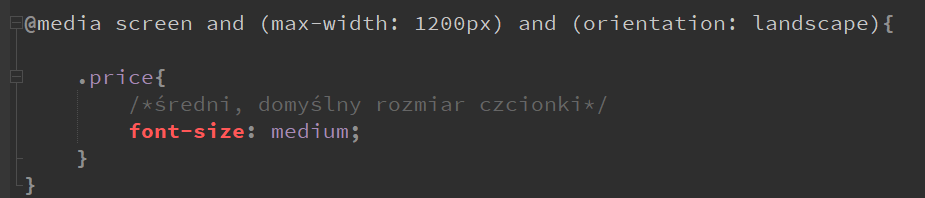 @media screen and (max-width: 1200px) and (orientation: landscape){
.price{
/*średni, domyślny rozmiar czcionki*/
font-size: medium;
}
}